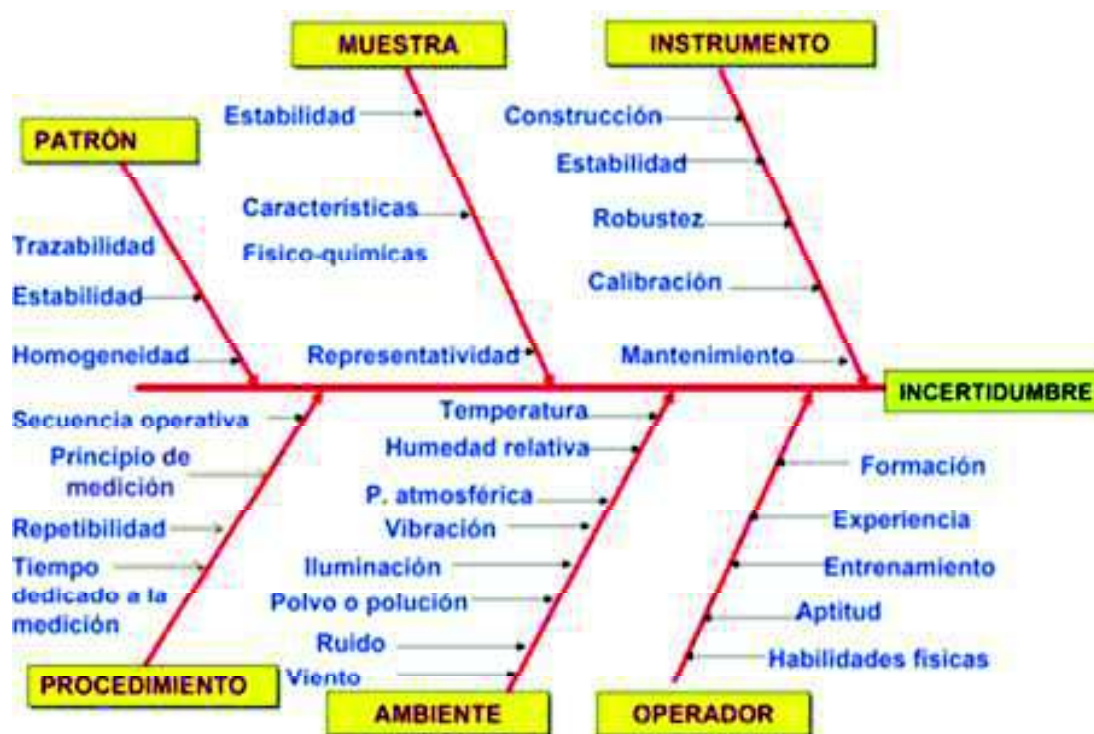 MUESTRA
INSTRUMENTO
PATRÓN
Estabilidad
Características
Físico-químicas
Representatividad
Construcción
Estabilidad
Robustez
Calibración
Mantenimiento
Trazabilidad
Estabilidad
Homogeneidad
INCERTIDUMBRE
Secuencia operativa
Principio de
medición
Repetibilidad
Tiempo
dedicado a la
medición
Temperatura
Humedad relativa
P. atmosférica
Vibración
Iluminación
Polvo o polución
Ruido
Viento
Formación
Experiencia
Entrenamiento
Aptitud
Habilidades físicas
PROCEDIMIENTO
AMBIENTE
OPERADOR